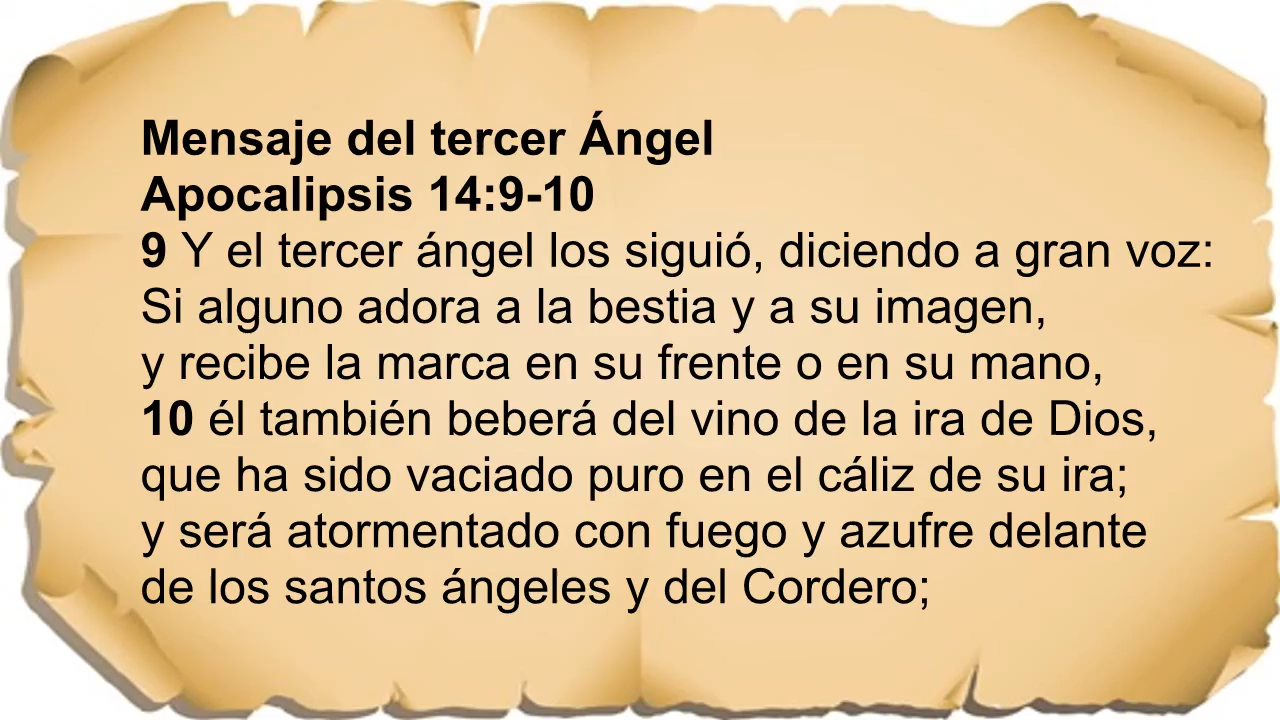 Mensaje del tercer Ángel
Apocalipsis 14:9-10
9 Y el tercer ángel los siguió, diciendo a gran voz:
Si alguno adora a la bestia y a su imagen,
y recibe la marca en su frente o en su mano,
10 él también beberá del vino de la ira de Dios,
que ha sido vaciado puro en el cáliz de su ira;
y será atormentado con fuego y azufre delante
de los santos ángeles y del Cordero;